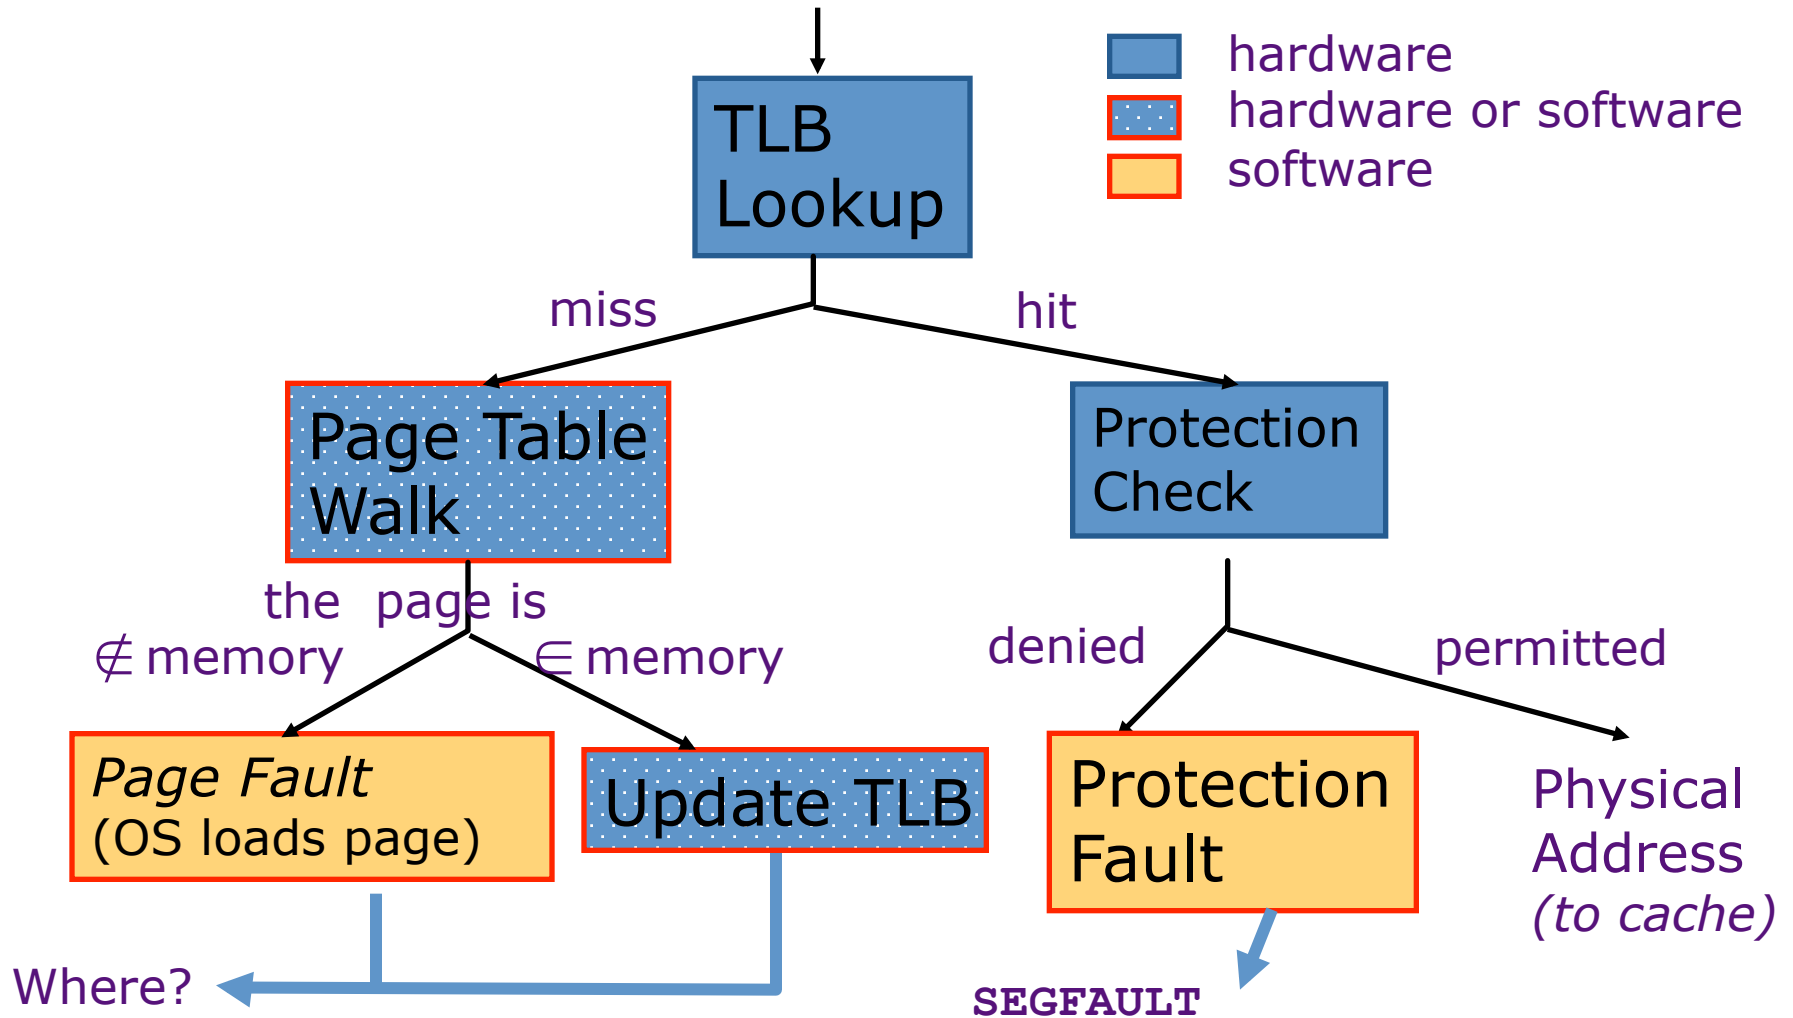 hardware
hardware or software
software
TLB
Lookup
miss
hit
Page Table
Walk
Protection
Check
the page is
∉ memory
∈ memory
denied
permitted
Page Fault
(OS loads page)
Update TLB
Protection
Fault
Physical
Address
(to cache)
Where?
SEGFAULT